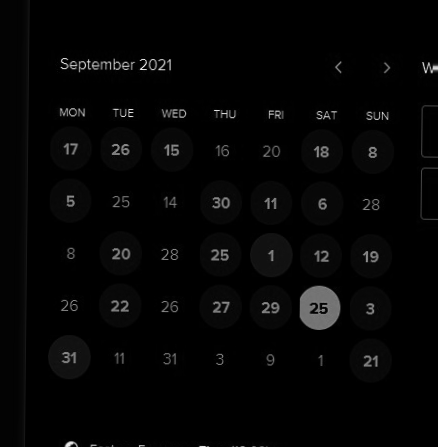 September 2021
W
MON TUE WED THU FRI SAT SUN
17 26 15 16 20 18 8
5 25 14 30 11 6 28
8 20 28 25 1 12 19
26 22 26 27 29 25 3
31 11 31 3 9 1 21